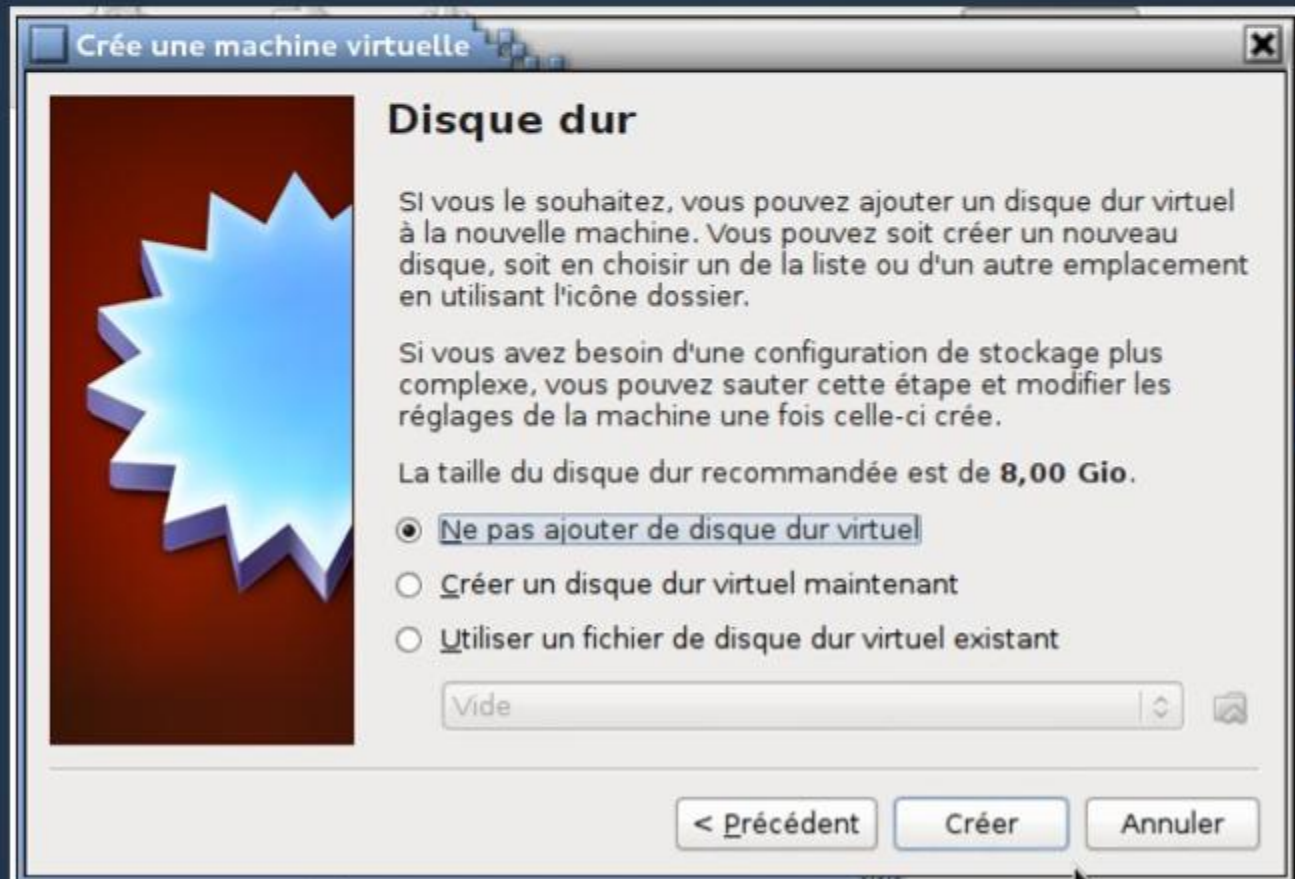 Crée une machine virtuelle
Disque dur
SI vous le souhaitez, vous pouvez ajouter un disque dur virtuel
à la nouvelle machine. Vous pouvez soit créer un nouveau
disque, soit en choisir un de la liste ou d'un autre emplacement
en utilisant l'icône dossier.
Si vous avez besoin d'une configuration de stockage plus
complexe, vous pouvez sauter cette étape et modifier les
réglages de la machine une fois celle-ci crée.
La taille du disque dur recommandée est de 8,00 Gio.
Ne pas ajouter de disque dur virtuel
Créer un disque dur virtuel maintenant
Utiliser un fichier de disque dur virtuel existant
Vide
< Précédent
Créer
Annuler